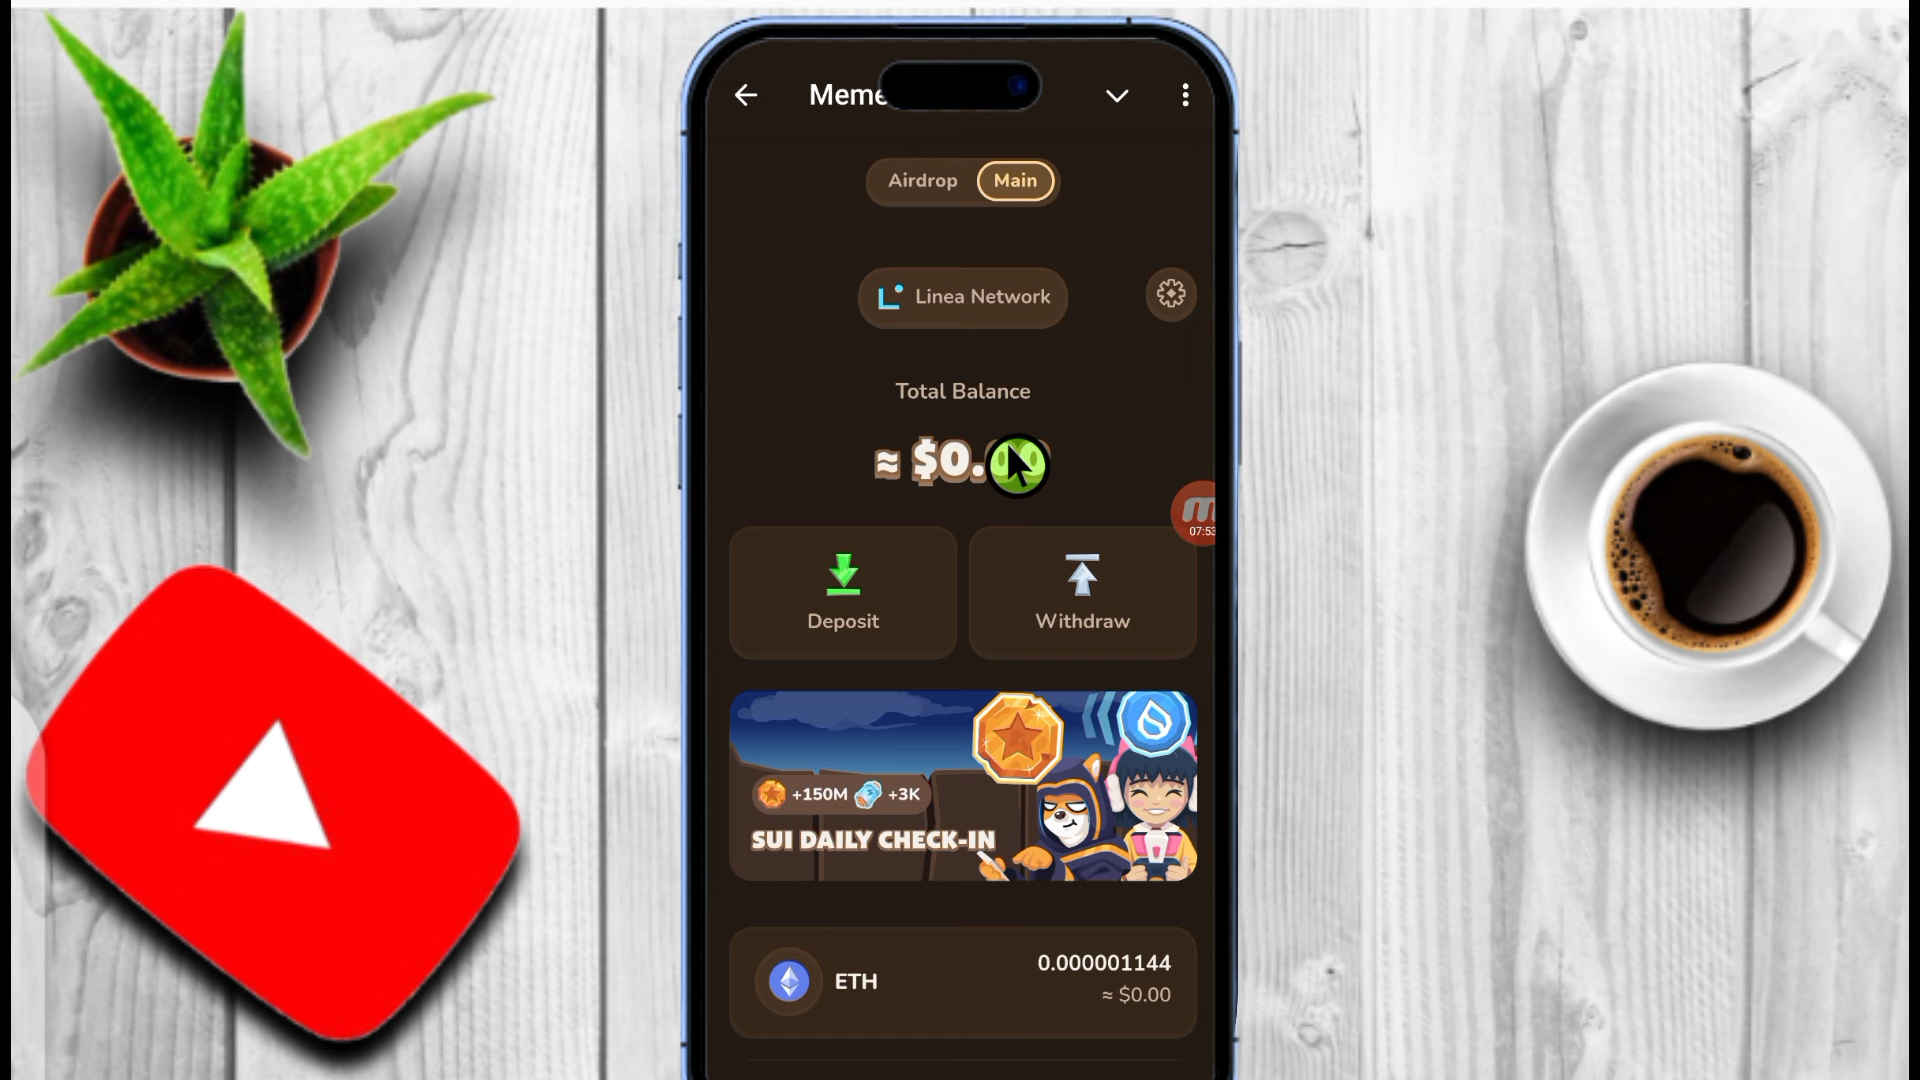 Meme
Airdrop Main
Linea Network
Total Balance
≈ $0.
07:53
Deposit
Withdraw
+150M +3K
SUI DAILY CHECK-IN
ETH
0.000001144
≈ $0.00